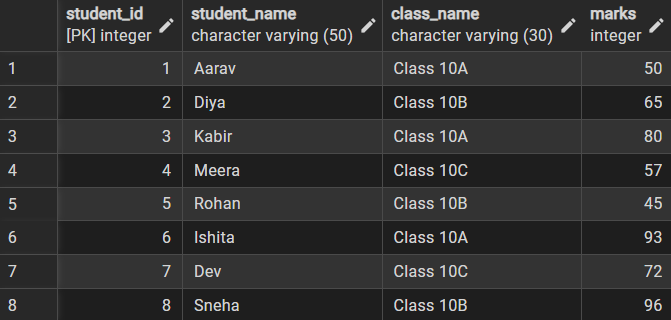 student_id student_name class_name marks
[PK] integer character varying (50) character varying (30) integer
1 1 Aarav Class 10A 50
2 2 Diya Class 10B 65
3 3 Kabir Class 10A 80
4 4 Meera Class 10C 57
5 5 Rohan Class 10B 45
6 6 Ishita Class 10A 93
7 7 Dev Class 10C 72
8 8 Sneha Class 10B 96